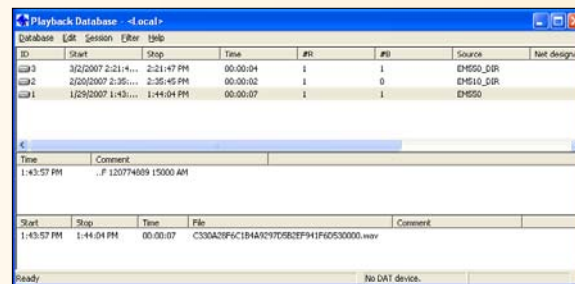 Playback Database - <Local>
Database Edit Session Filter Help
ID Start Stop Time #R #B Source Net designa
3 3/2/2007 2:21:4... 2:21:47 PM 00:00:04 1 1 EM550_DIR
2 2/20/2007 2:35:... 2:35:45 PM 00:00:02 1 0 EM510_DIR
1 1/29/2007 1:43:... 1:44:04 PM 00:00:07 1 1 EM550
Time Comment
1:43:57 PM ..F 120774889 15000 AM
Start Stop Time File Comment
1:43:57 PM 1:44:04 PM 00:00:07 C330A28F6C1B4A9297D5B2EF941F6D530000.wav
Ready No DAT device.